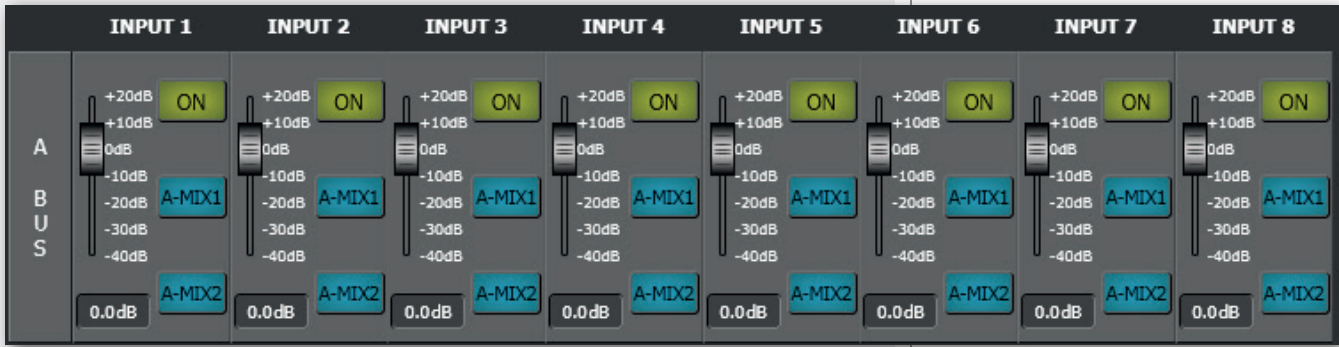 INPUT 1 INPUT 2 INPUT 3 INPUT 4 INPUT 5 INPUT 6 INPUT 7 INPUT 8
+20dB ON +20dB ON +20dB ON +20dB ON +20dB ON +20dB ON +20dB ON +20dB ON
+10dB +10dB +10dB +10dB +10dB +10dB +10dB +10dB
A 0dB 0dB 0dB 0dB 0dB 0dB 0dB 0dB
-10dB -10dB -10dB -10dB -10dB -10dB -10dB -10dB
B -20dB A-MIX1 -20dB A-MIX1 -20dB A-MIX1 -20dB A-MIX1 -20dB A-MIX1 -20dB A-MIX1 -20dB A-MIX1 -20dB A-MIX1
U -30dB -30dB -30dB -30dB -30dB -30dB -30dB -30dB
S -40dB -40dB -40dB -40dB -40dB -40dB -40dB -40dB
A-MIX2 A-MIX2 A-MIX2 A-MIX2 A-MIX2 A-MIX2 A-MIX2 A-MIX2
0.0dB 0.0dB 0.0dB 0.0dB 0.0dB 0.0dB 0.0dB 0.0dB